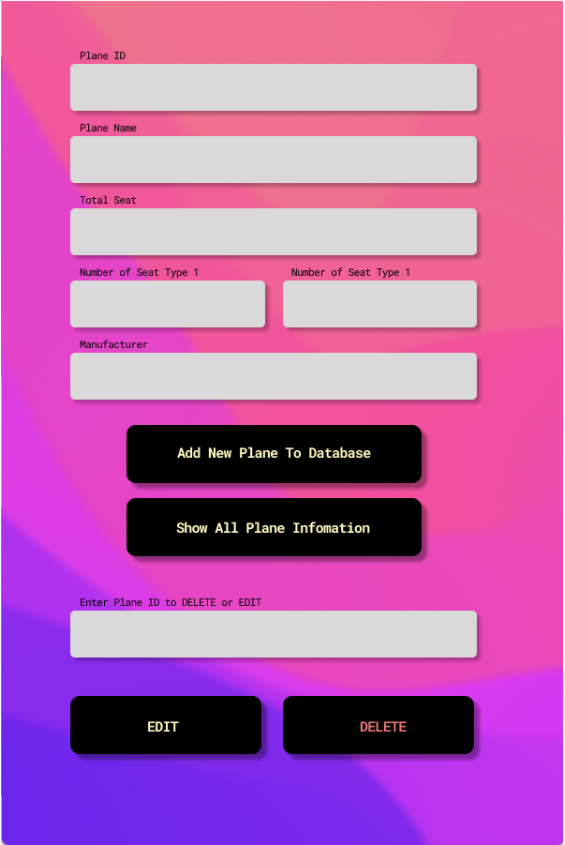 Plane ID
Plane Name
Total Seat
Number of Seat Type 1
Number of Seat Type 1
Manufacturer
Add New Plane To Database
Show All Plane Infomation
Enter Plane ID to DELETE or EDIT
EDIT
DELETE